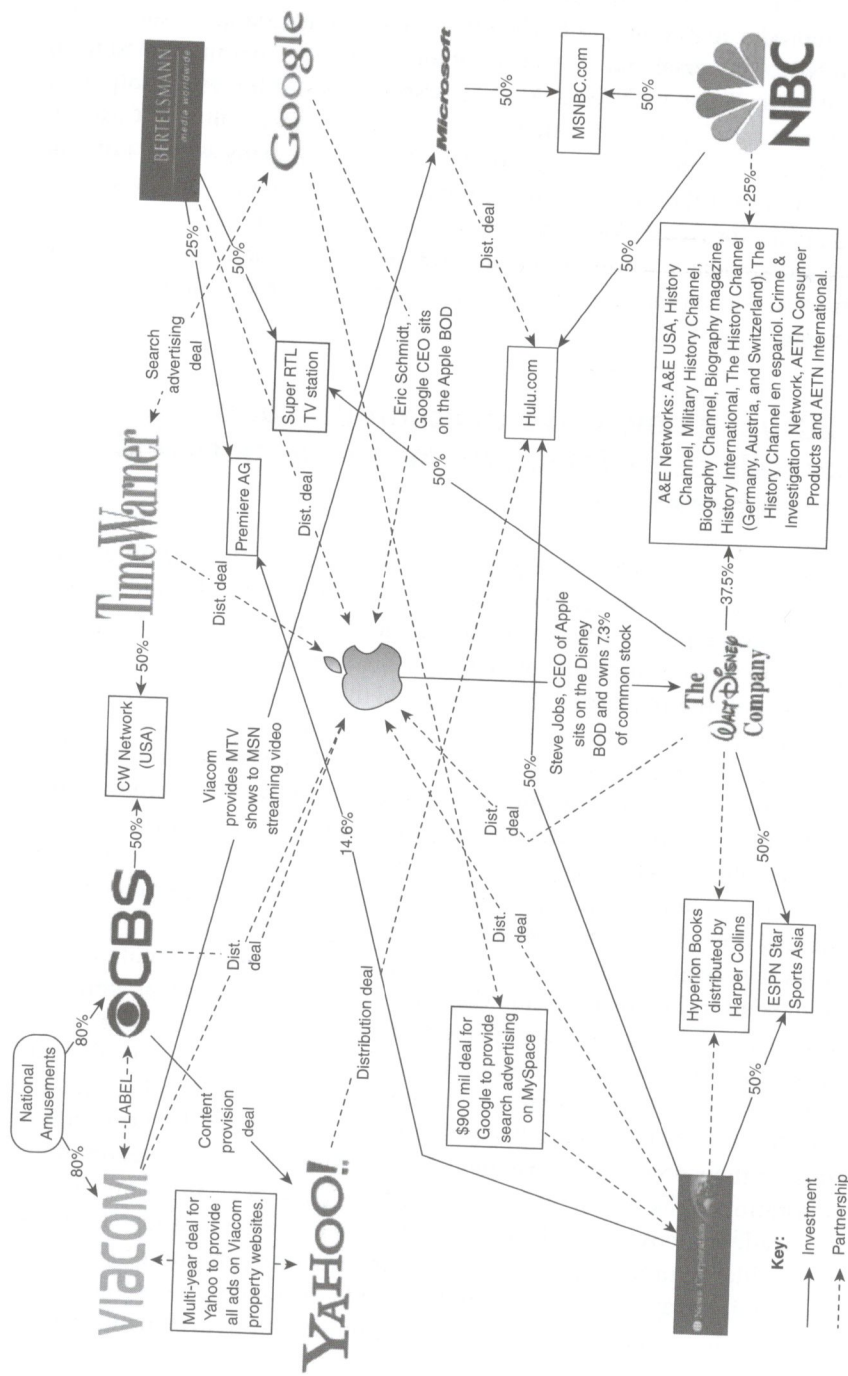 National
Amusements
80%
80%
VIACOM
LABEL
CBS
50%
CW Network
(USA)
50%
TimeWarner
Search
advertising
deal
BERTELSMANN
media worldwide
Multi-year deal for
Yahoo to provide
all ads on Viacom
property websites.
Content
provision
deal
Viacom
provides MTV
shows to MSN
streaming video
Dist.
deal
Dist. deal
Premiere AG
25%
50%
Super RTL
TV station
Google
YAHOO!
Distribution deal
14.6%
Dist. deal
Eric Schmidt,
Google CEO sits
on the Apple BOD
50%
Microsoft
Dist. deal
50%
MSNBC.com
50%
Hulu.com
50%
NBC
$900 mil deal for
Google to provide
search advertising
on MySpace
Dist.
deal
Dist.
deal
50%
Steve Jobs, CEO of Apple
sits on the Disney
BOD and owns 7.3%
of common stock
News Corporation
Hyperion Books
distributed by
Harper Collins
50%
ESPN Star
Sports Asia
50%
The
WALT DISNEY
Company
37.5%
A&E Networks: A&E USA, History
Channel, Military History Channel,
Biography Channel, Biography magazine,
History International, The History Channel
(Germany, Austria, and Switzerland). The
History Channel en espariol. Crime &
Investigation Network, AETN Consumer
Products and AETN International.
25%
Key:
Investment
Partnership